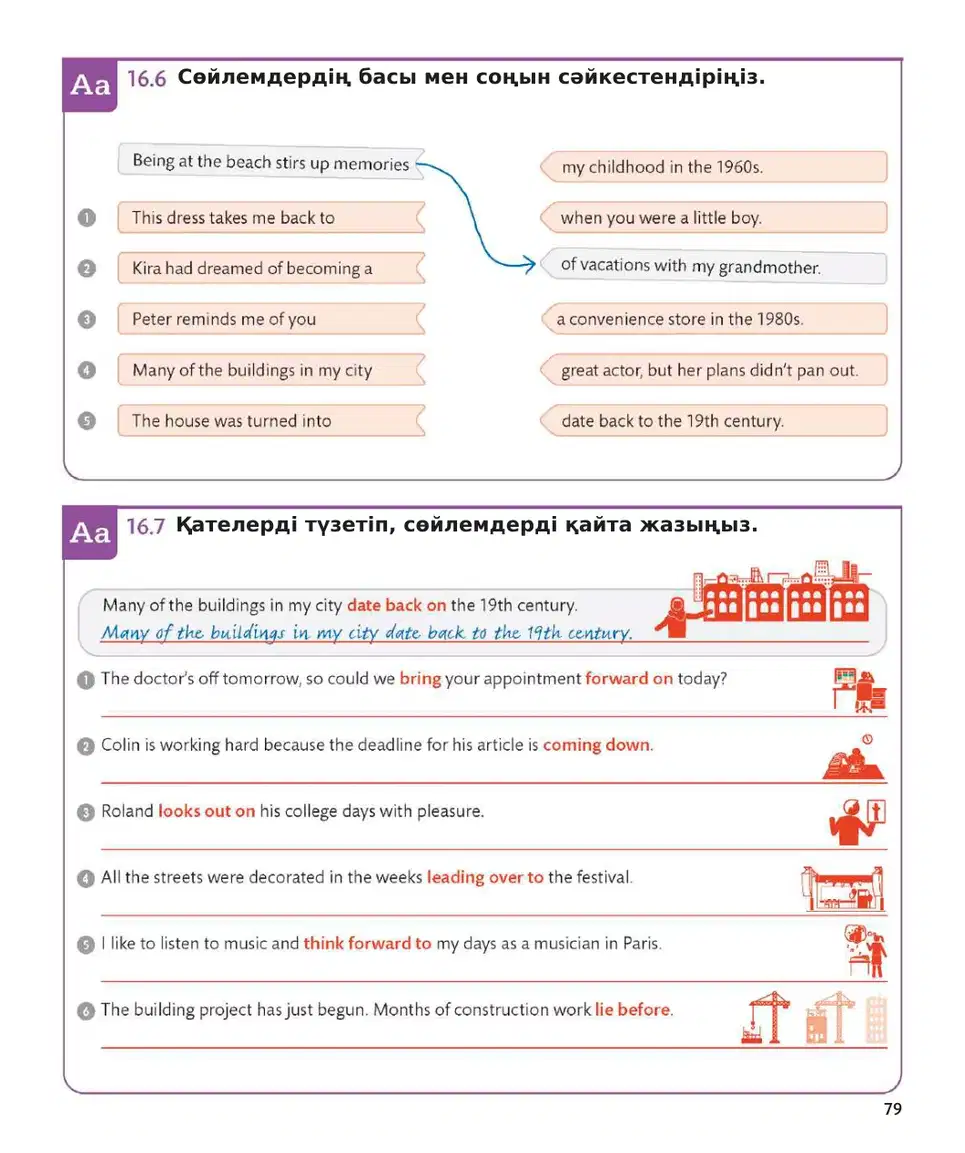 Aa 16.6 Сөйлемдердің басы мен соңын сәйкестендіріңіз.
Being at the beach stirs up memories
my childhood in the 1960s.
1 This dress takes me back to
when you were a little boy.
2 Kira had dreamed of becoming a
of vacations with my grandmother.
3 Peter reminds me of you
a convenience store in the 1980s.
4 Many of the buildings in my city
great actor, but her plans didn't pan out.
5 The house was turned into
date back to the 19th century.
Aa 16.7 Қателерді түзетіп, сөйлемдерді қайта жазыңыз.
Many of the buildings in my city date back on the 19th century.
Many of the buildings in my city date back to the 19th century.
1 The doctor's off tomorrow, so could we bring your appointment forward on today?
2 Colin is working hard because the deadline for his article is coming down.
3 Roland looks out on his college days with pleasure.
4 All the streets were decorated in the weeks leading over to the festival.
5 I like to listen to music and think forward to my days as a musician in Paris.
6 The building project has just begun. Months of construction work lie before.
79